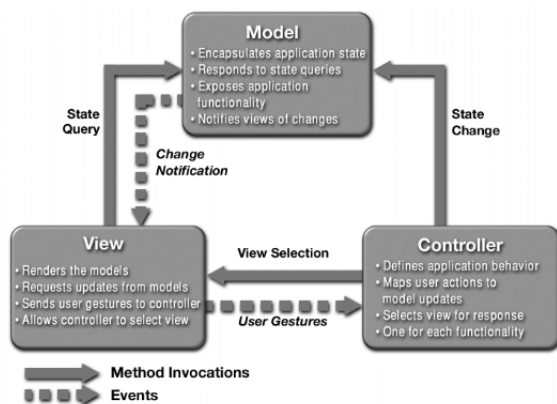 Model
• Encapsulates application state
• Responds to state queries
• Exposes application
functionality
• Notifies views of changes
State
Query
State
Change
Change
Notification
View
• Renders the models
• Requests updates from models
• Sends user gestures to controller
• Allows controller to select view
View Selection
User Gestures
Controller
• Defines application behavior
• Maps user actions to
model updates
• Selects view for response
• One for each functionality
Method Invocations
Events